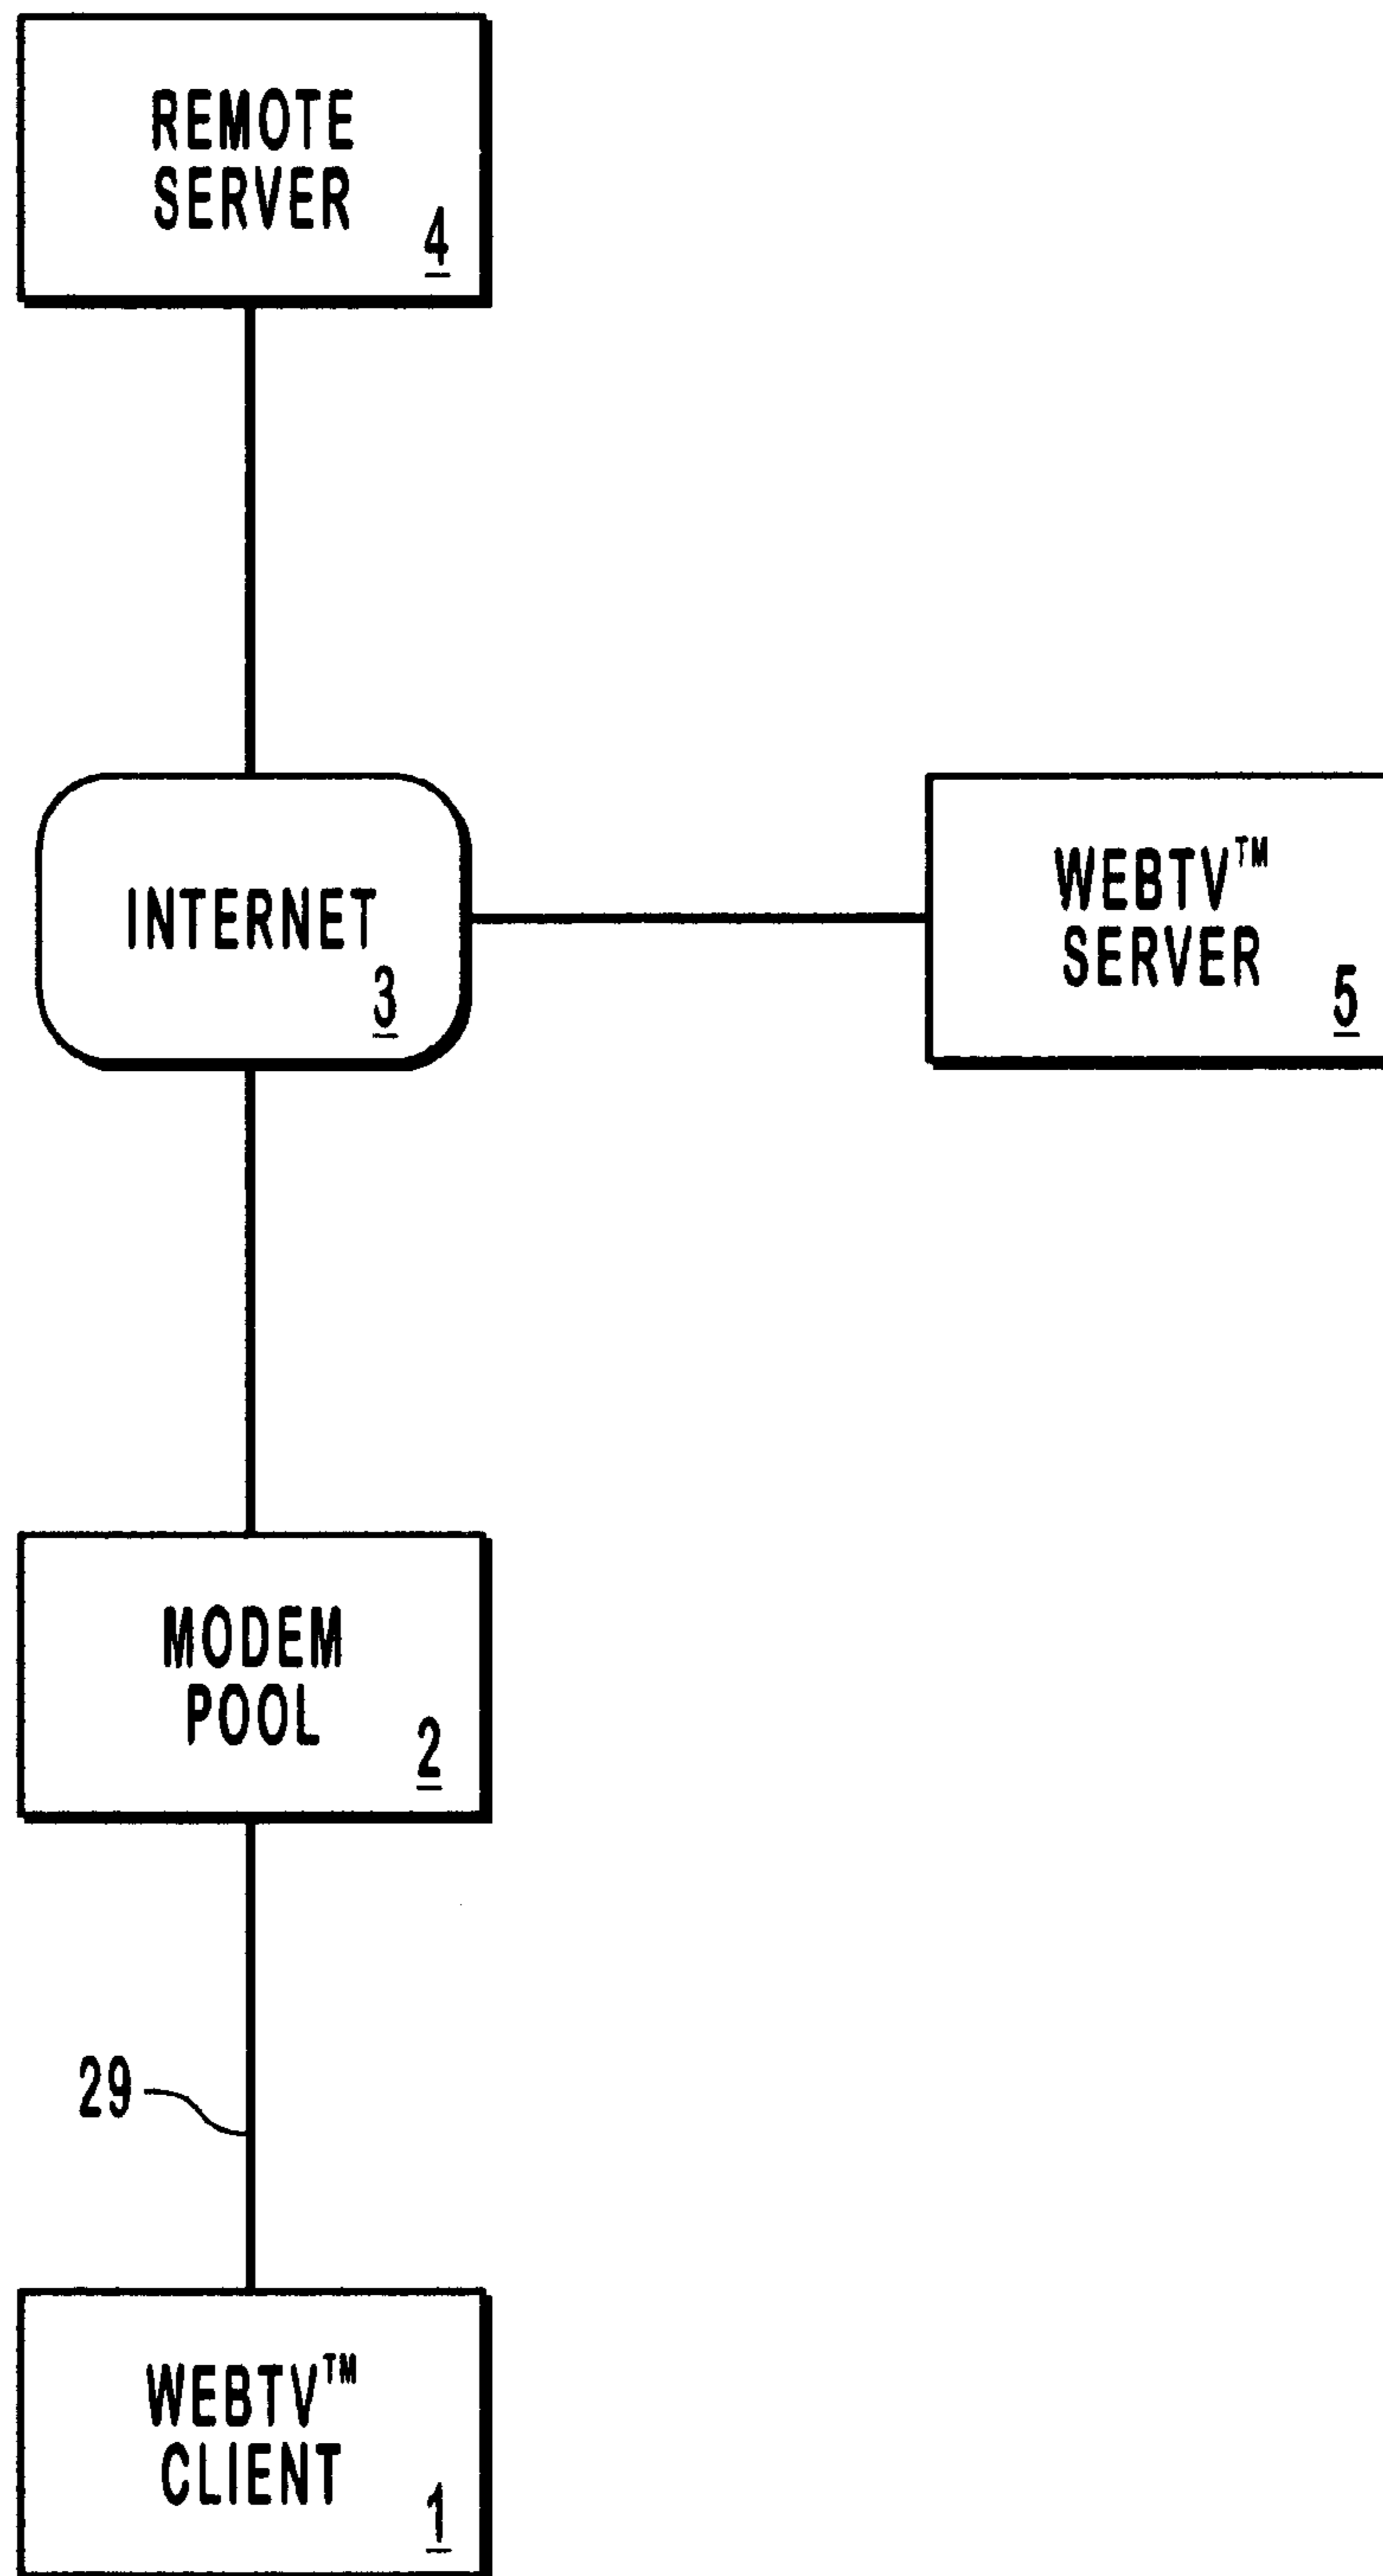 REMOTE
SERVER
4
INTERNET
3
WEBTV™
SERVER
5
MODEM
POOL
2
29
WEBTV™
CLIENT
1